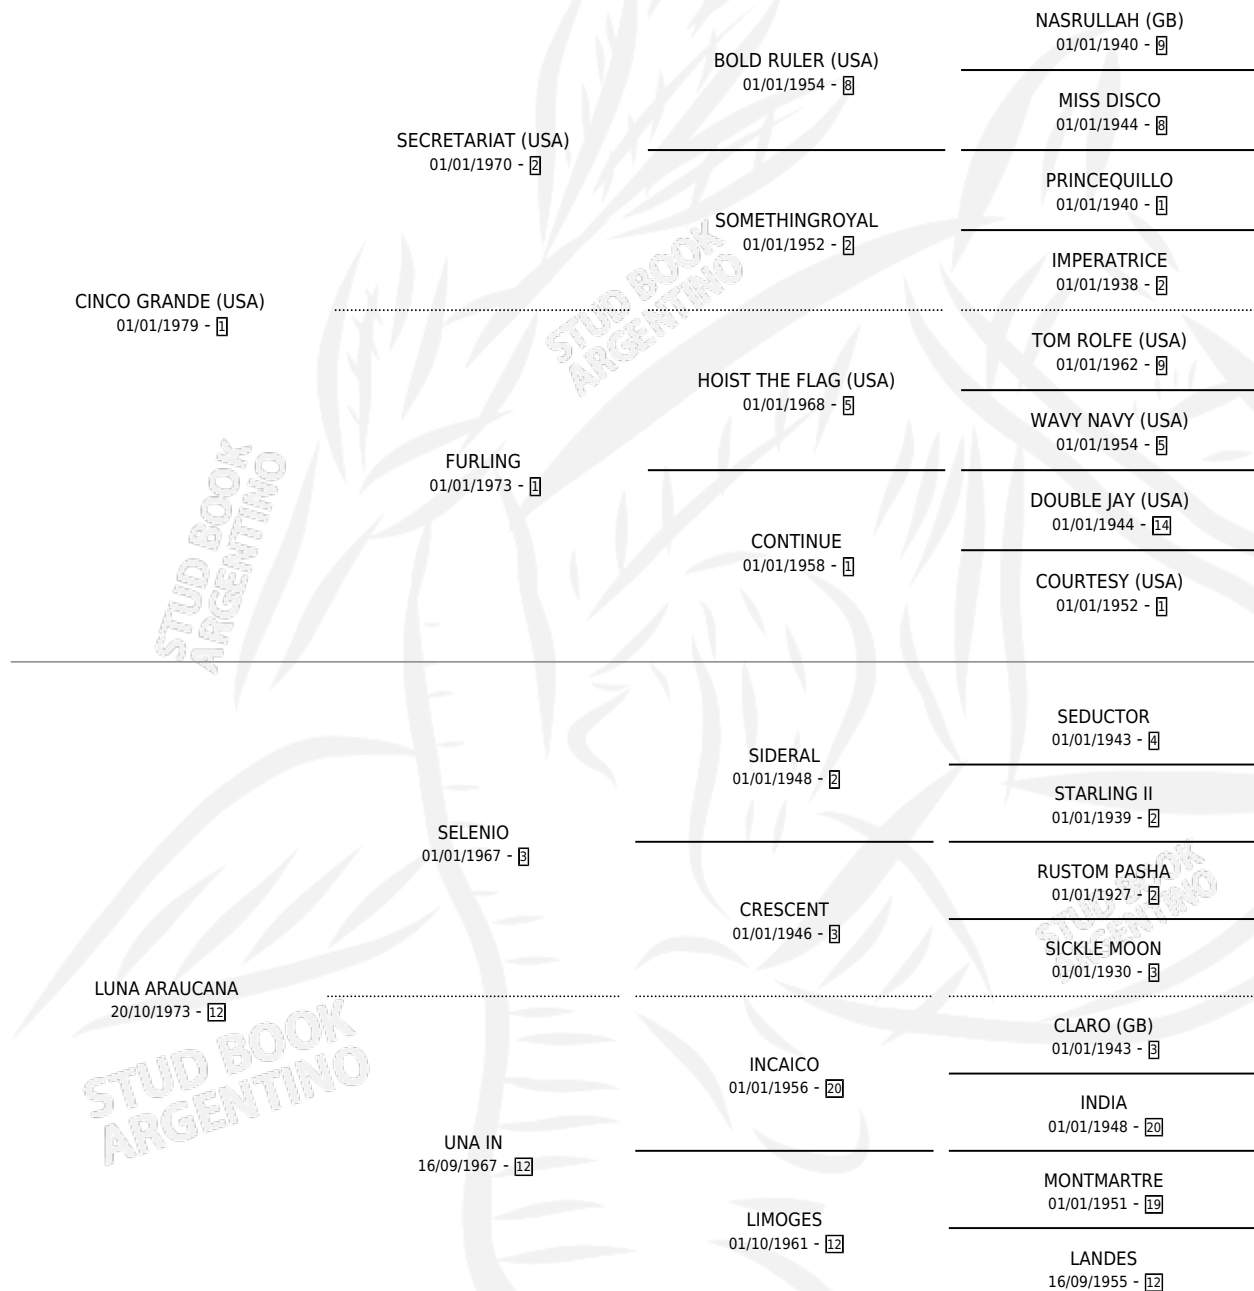 NASRULLAH (GB)
01/01/1940 - 9
BOLD RULER (USA)
01/01/1954 - 8
MISS DISCO
01/01/1944 - 8
SECRETARIAT (USA)
01/01/1970 - 2
PRINCEQUILLO
01/01/1940 - 1
SOMETHINGROYAL
01/01/1952 - 2
IMPERATRICE
01/01/1938 - 2
CINCO GRANDE (USA)
01/01/1979 - 1
TOM ROLFE (USA)
01/01/1962 - 9
HOIST THE FLAG (USA)
01/01/1968 - 5
WAVY NAVY (USA)
01/01/1954 - 5
FURLING
01/01/1973 - 1
DOUBLE JAY (USA)
01/01/1944 - 14
CONTINUE
01/01/1958 - 1
COURTESY (USA)
01/01/1952 - 1
SEDUCTOR
01/01/1943 - 4
SIDERAL
01/01/1948 - 2
STARLING II
01/01/1939 - 2
SELENIO
01/01/1967 - 3
RUSTOM PASHA
01/01/1927 - 2
CRESCENT
01/01/1946 - 3
SICKLE MOON
01/01/1930 - 3
LUNA ARAUCANA
20/10/1973 - 12
CLARO (GB)
01/01/1943 - 3
INCAICO
01/01/1956 - 20
INDIA
01/01/1948 - 20
UNA IN
16/09/1967 - 12
MONTMARTRE
01/01/1951 - 19
LIMOGES
01/10/1961 - 12
LANDES
16/09/1955 - 12
STUD BOOK
ARGENTINO
STUD BOOK
ARGENTINO
STUD BOOK
ARGENTINO
STUD BOOK
ARGENTINO